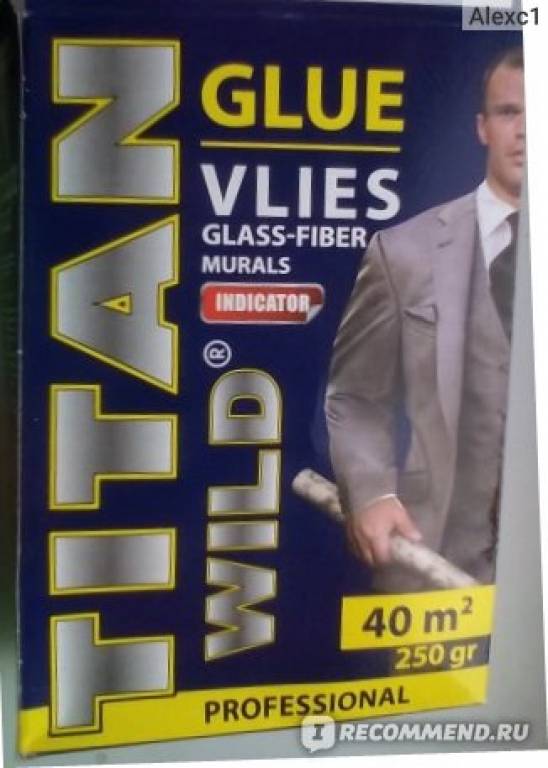 Alexc1
TITAN
WILD®
GLUE
VLIES
GLASS-FIBER
MURALS
INDICATOR
40 m²
250 gr
PROFESSIONAL
I RECOMMEND.RU